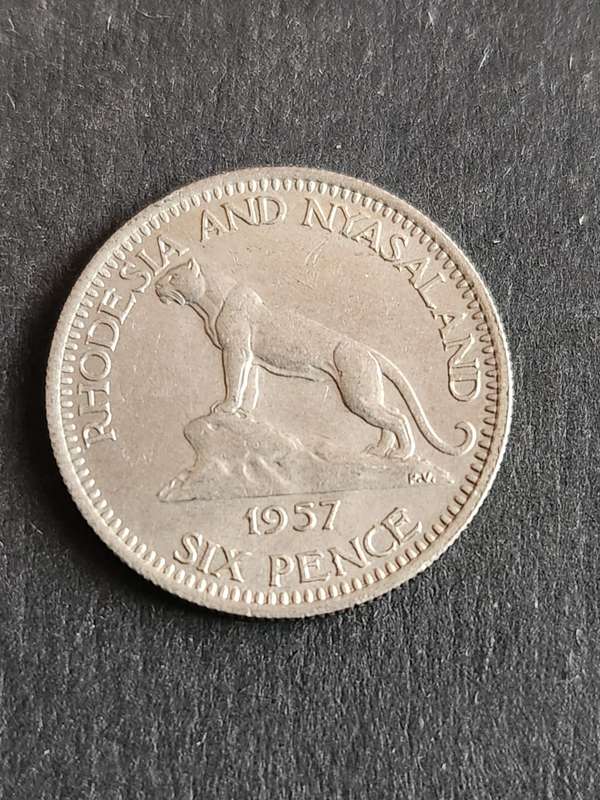 RHODESIA AND NYASALAND
1957
SIX PENCE